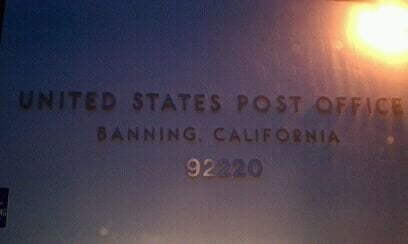 UNITED STATES POST OFFICE
BANNING, CALIFORNIA
92220